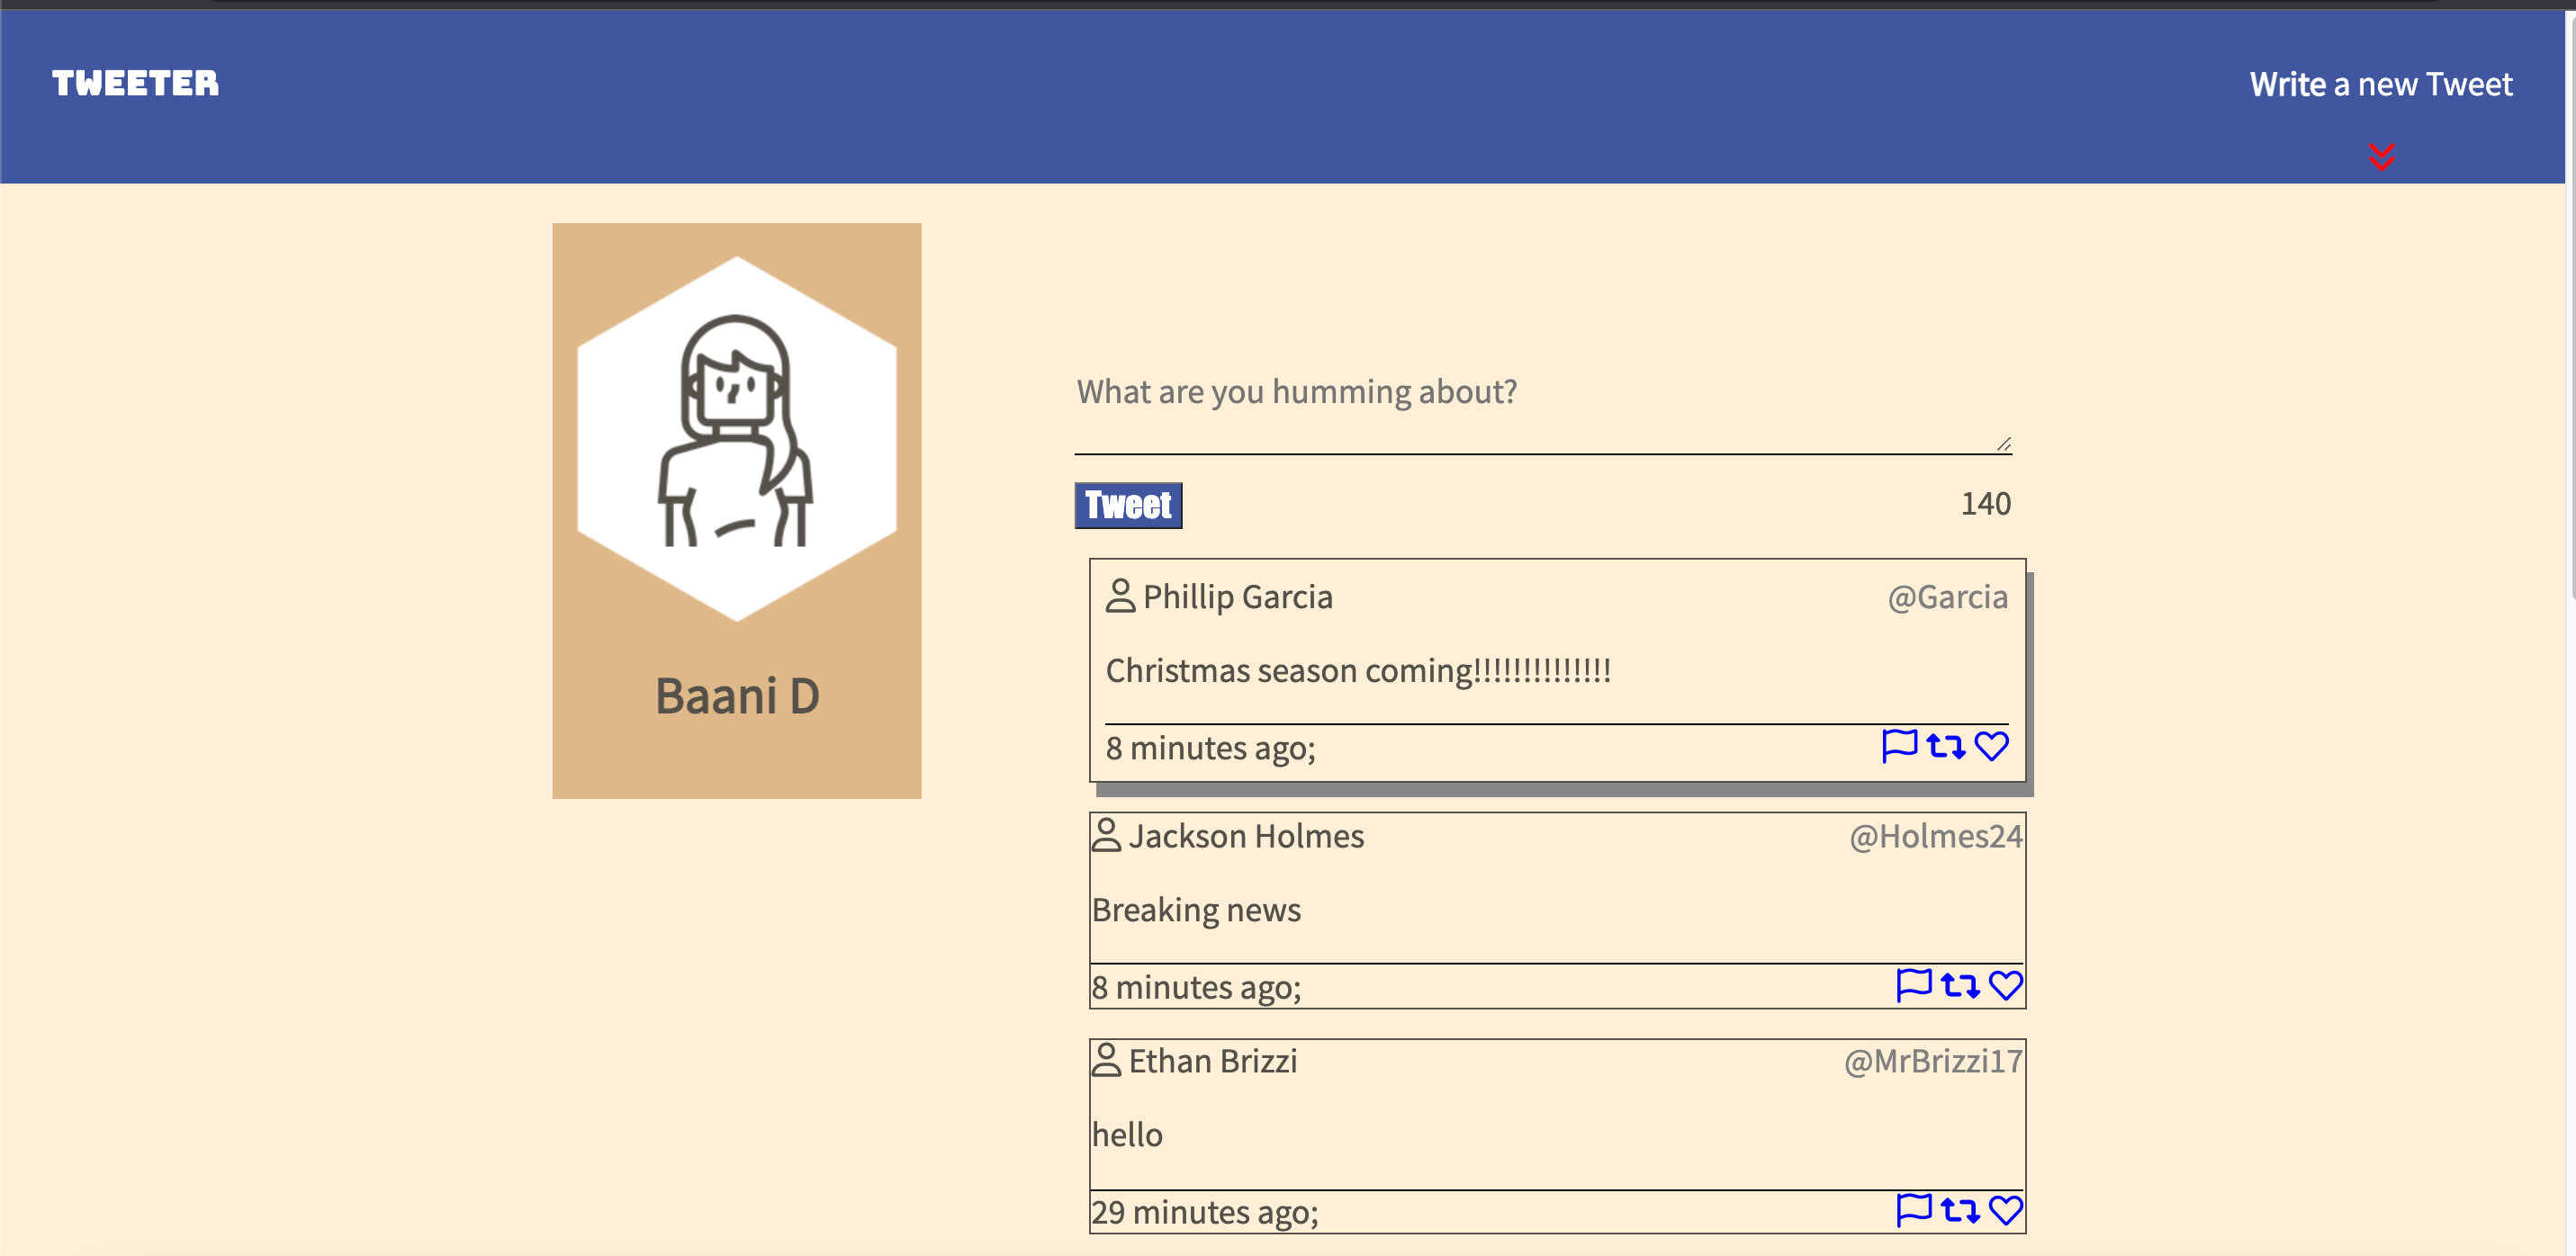 TWEETER
Write a new Tweet
Baani D
What are you humming about?
Tweet
140
Phillip Garcia @Garcia
Christmas season coming!!!!!!!!!!!!!!
8 minutes ago;
Jackson Holmes @Holmes24
Breaking news
8 minutes ago;
Ethan Brizzi @MrBrizzi17
hello
29 minutes ago;